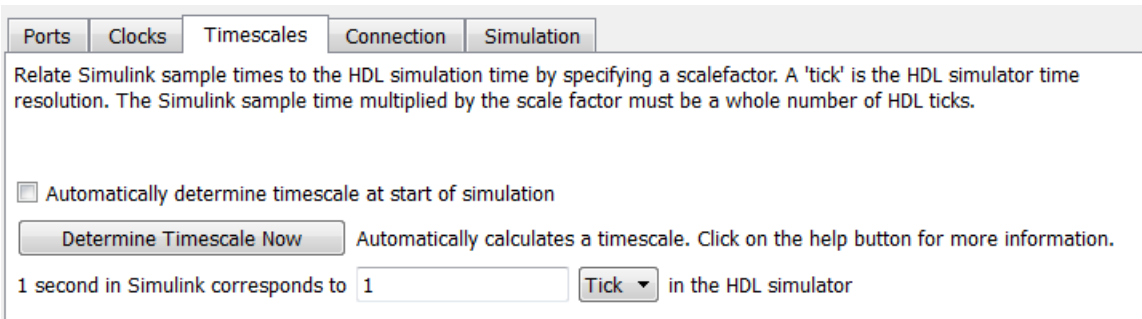 Ports Clocks Timescales Connection Simulation
Relate Simulink sample times to the HDL simulation time by specifying a scalefactor. A 'tick' is the HDL simulator time
resolution. The Simulink sample time multiplied by the scale factor must be a whole number of HDL ticks.
Automatically determine timescale at start of simulation
Determine Timescale Now Automatically calculates a timescale. Click on the help button for more information.
1 second in Simulink corresponds to 1 Tick in the HDL simulator